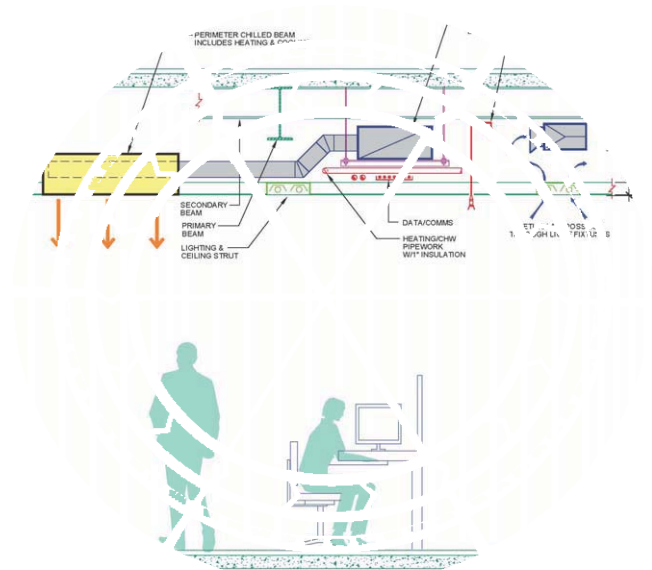 PERIMETER CHILLED BEAM
INCLUDES HEATING &
SECONDARY
BEAM
PRIMARY
BEAM
LIGHTING &
CEILING STRUT
DATA/COMMS
HEATING/CHW
PIPEWORK
W/1" INSULATION